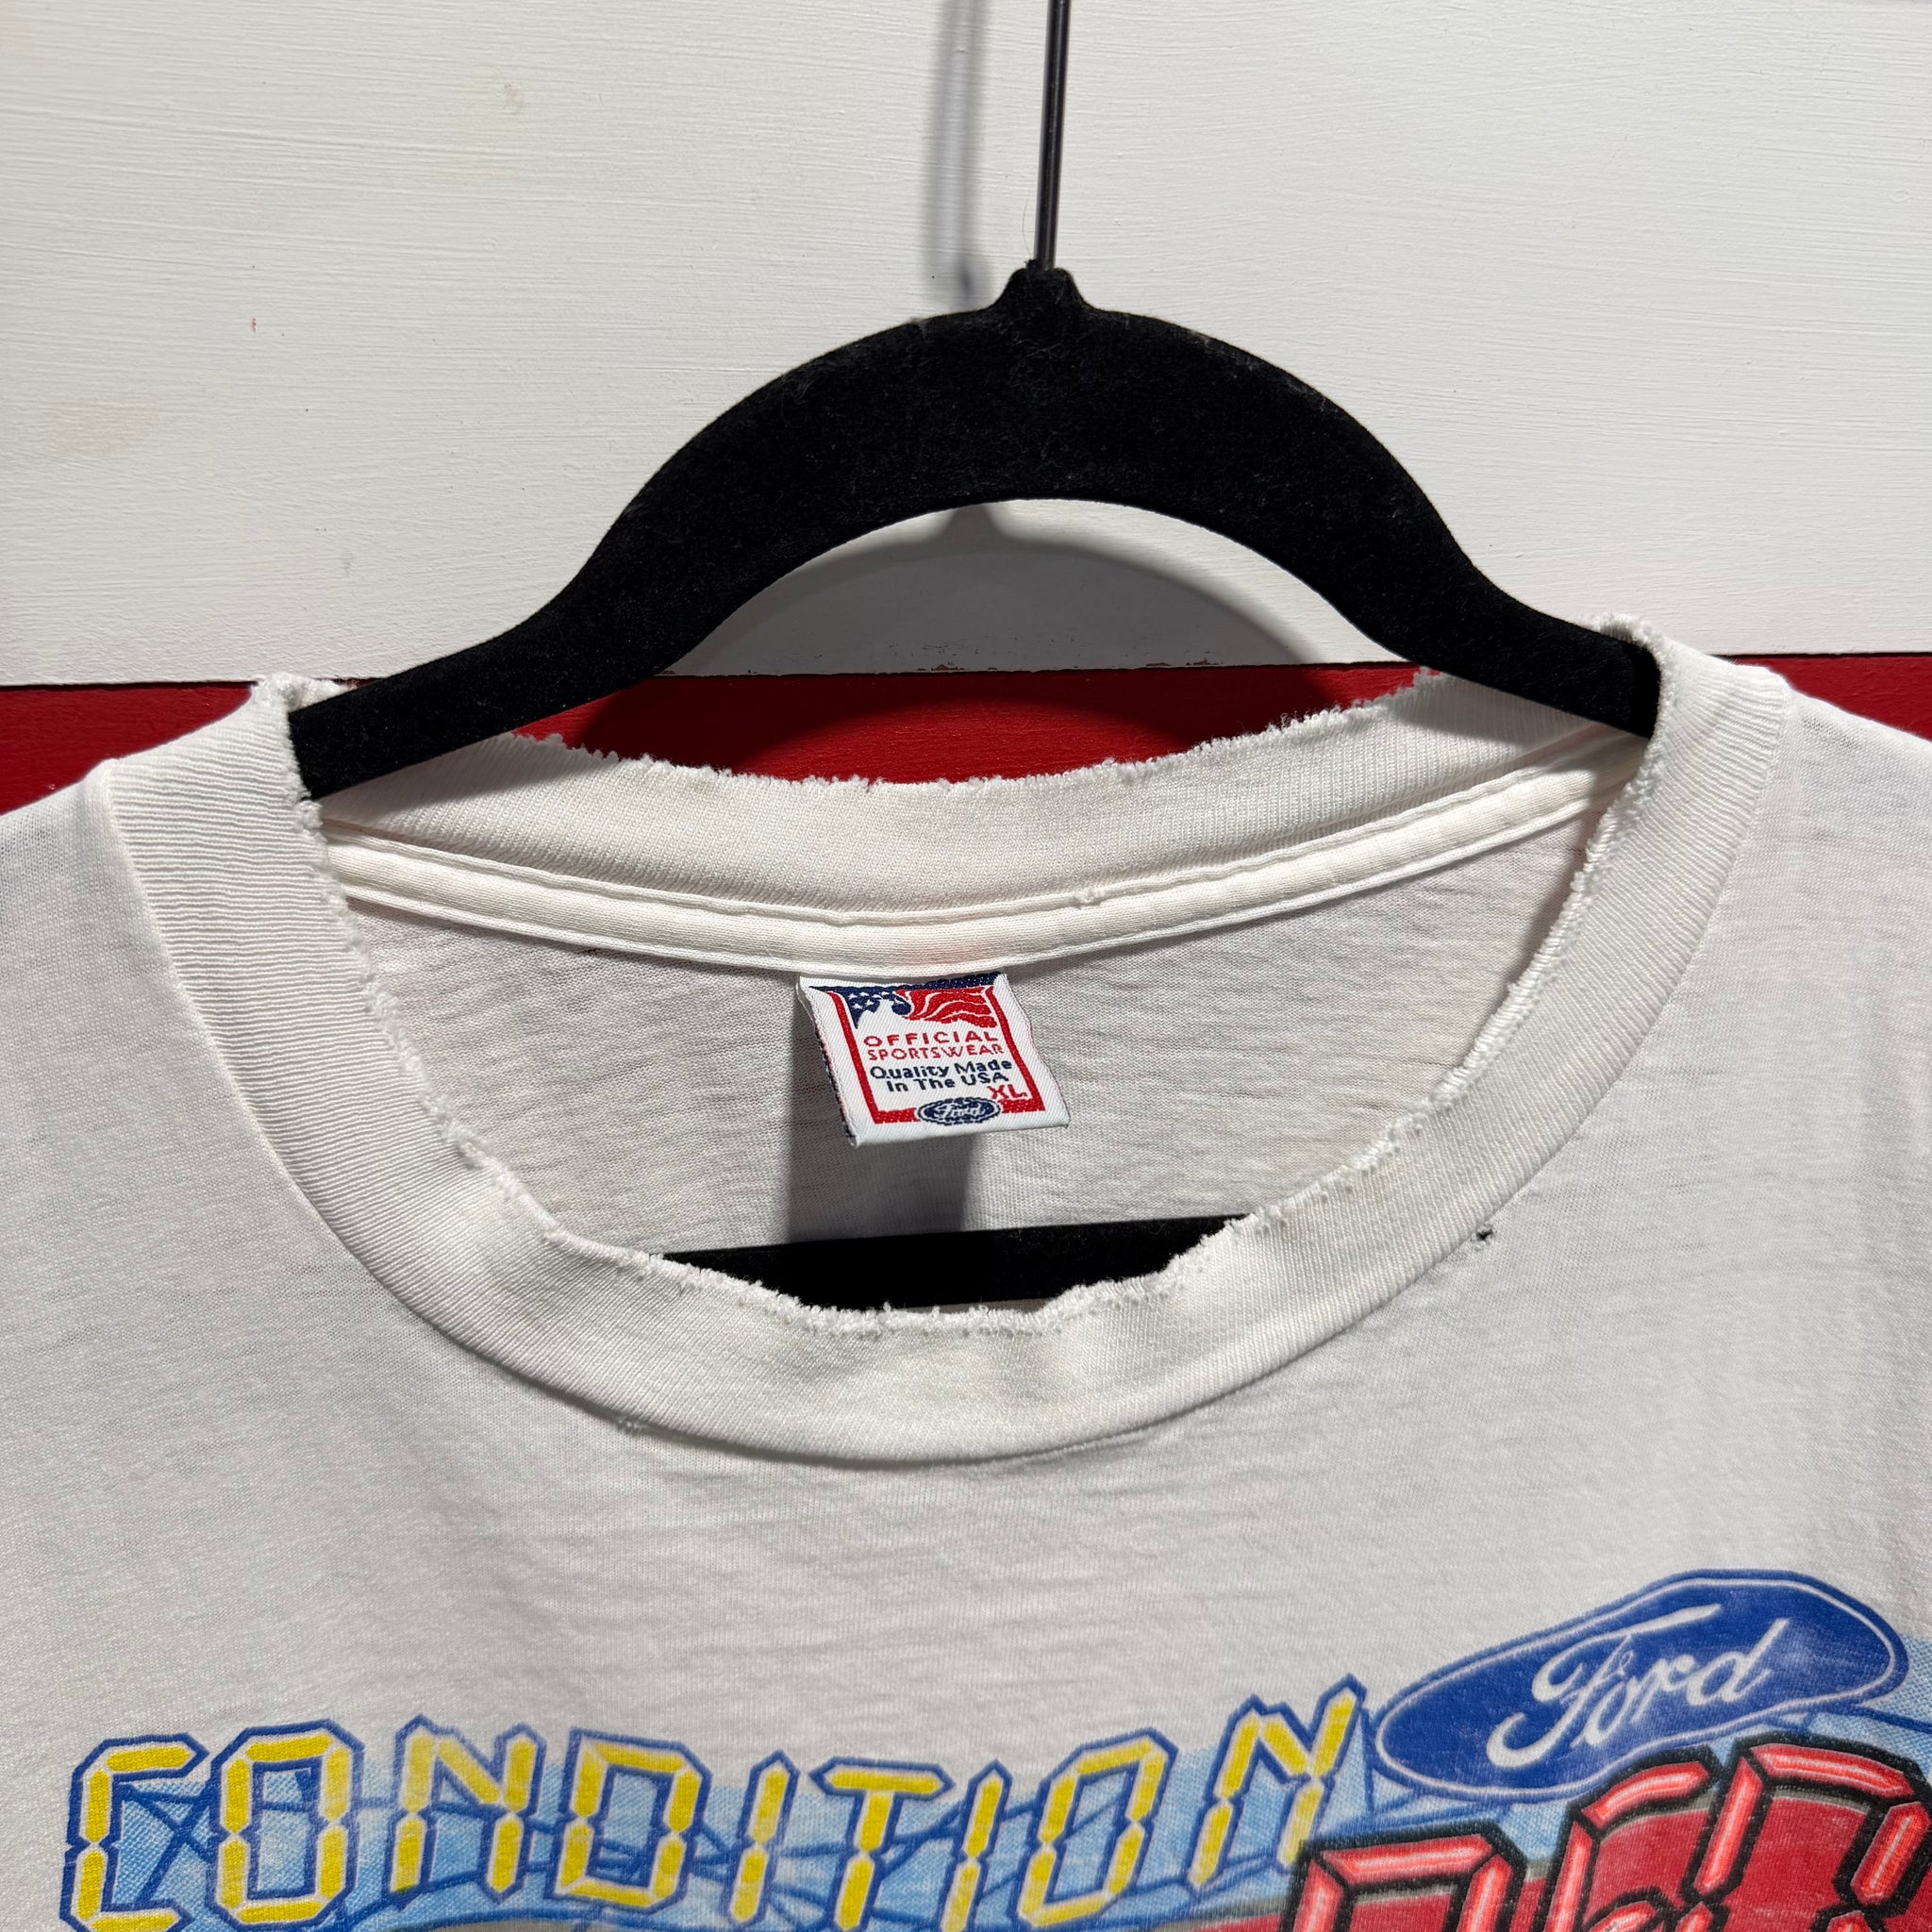 OFFICIAL
SPORTSWEAR
Quality Made
In The USA
XL
Ford
Ford
CONDITION